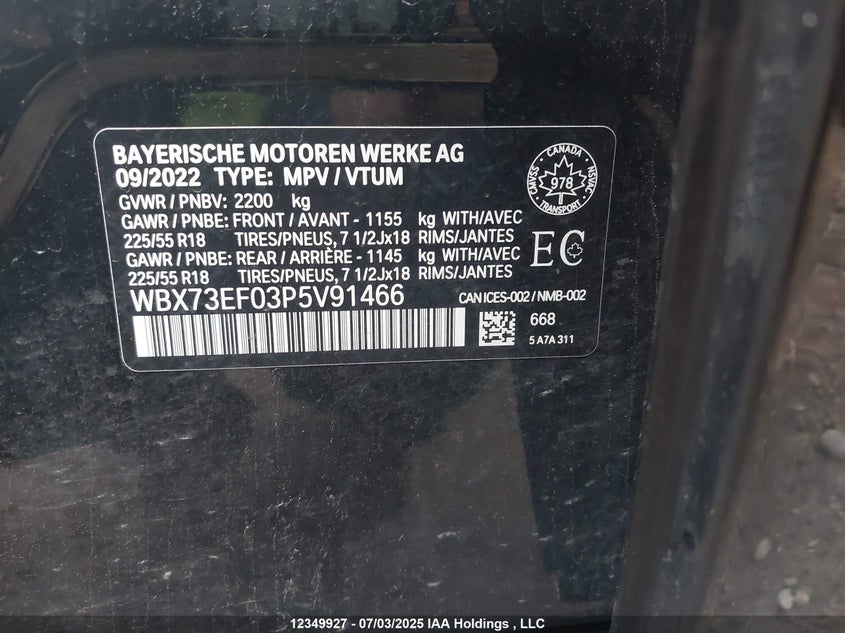 BAYERISCHE MOTOREN WERKE AG
09/2022 TYPE: MPV / VTUM
GVWR / PNBV: 2200 kg
GAWR / PNBE: FRONT / AVANT - 1155 kg WITH/AVEC
225/55 R18 TIRES/PNEUS, 7 1/2Jx18 RIMS/JANTES
GAWR / PNBE: REAR / ARRIÈRE - 1145 kg WITH/AVEC
225/55 R18 TIRES/PNEUS, 7 1/2Jx18 RIMS/JANTES
WBX73EF03P5V91466
CANADA
CMVSS
978
NSVAC
TRANSPORT
EC
CAN ICES-002 / NMB-002
668
5 A7A 311
12349927 - 07/03/2025 IAA Holdings , LLC